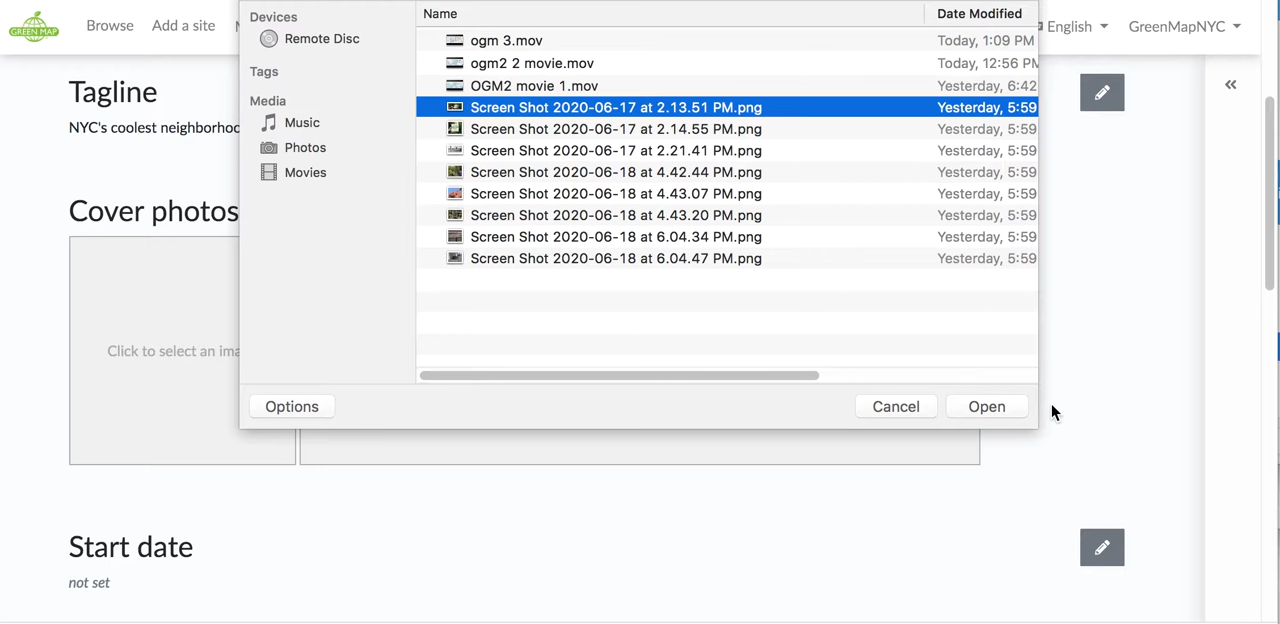 GREEN MAP
Browse
Add a site
English
GreenMapNYC
Tagline
NYC's coolest neighborhoo
Cover photos
Click to select an ima
Start date
not set
Devices
Remote Disc
Tags
Media
Music
Photos
Movies
Name Date Modified
ogm 3.mov Today, 1:09 PM
ogm2 2 movie.mov Today, 12:56 PM
OGM2 movie 1.mov Yesterday, 6:42
Screen Shot 2020-06-17 at 2.13.51 PM.png Yesterday, 5:59
Screen Shot 2020-06-17 at 2.14.55 PM.png Yesterday, 5:59
Screen Shot 2020-06-17 at 2.21.41 PM.png Yesterday, 5:59
Screen Shot 2020-06-18 at 4.42.44 PM.png Yesterday, 5:59
Screen Shot 2020-06-18 at 4.43.07 PM.png Yesterday, 5:59
Screen Shot 2020-06-18 at 4.43.20 PM.png Yesterday, 5:59
Screen Shot 2020-06-18 at 6.04.34 PM.png Yesterday, 5:59
Screen Shot 2020-06-18 at 6.04.47 PM.png Yesterday, 5:59
Options
Cancel
Open